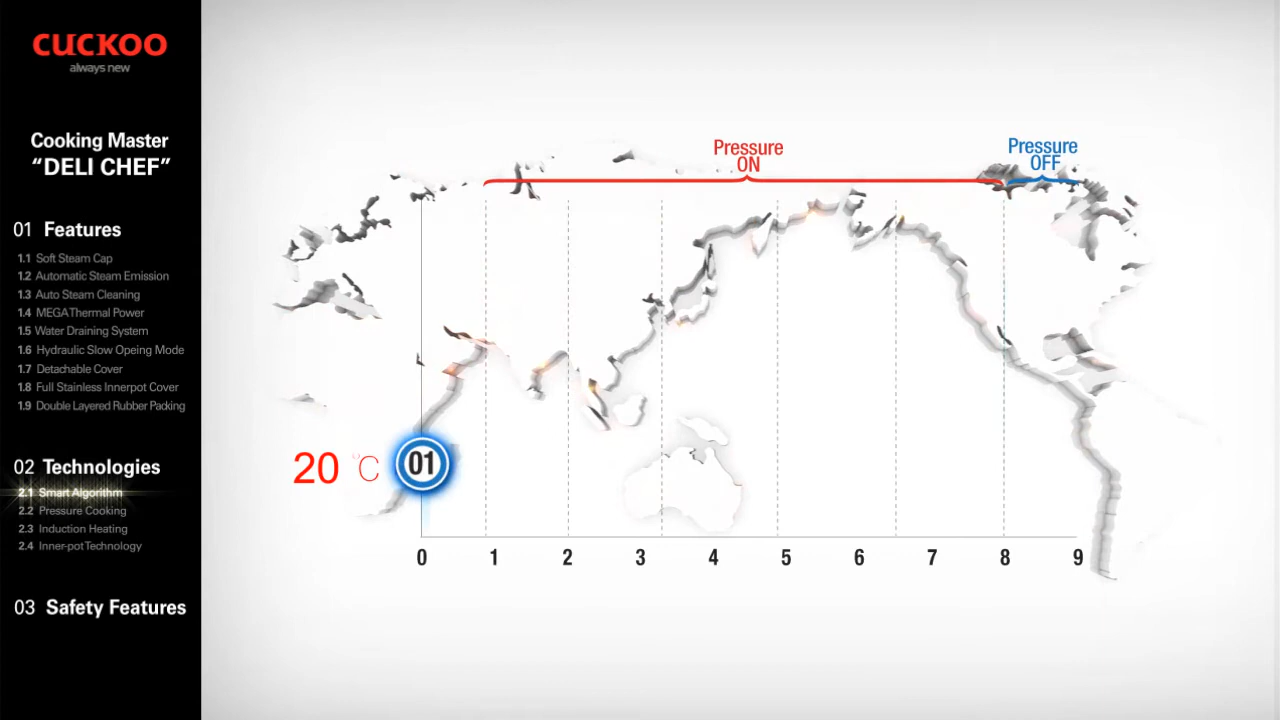 CUCKOO
always new
Cooking Master
“DELI CHEF”
01 Features
1.1 Soft Steam Cap
1.2 Automatic Steam Emission
1.3 Auto Steam Cleaning
1.4 MEGA Thermal Power
1.5 Water Draining System
1.6 Hydraulic Slow Opeing Mode
1.7 Detachable Cover
1.8 Full Stainless Innerpot Cover
1.9 Double Layered Rubber Packing
02 Technologies
2.1 Smart Algorithm
2.2 Pressure Cooking
2.3 Induction Heating
2.4 Inner-pot Technology
03 Safety Features
Pressure
ON
Pressure
OFF
20 °C
01
0 1 2 3 4 5 6 7 8 9